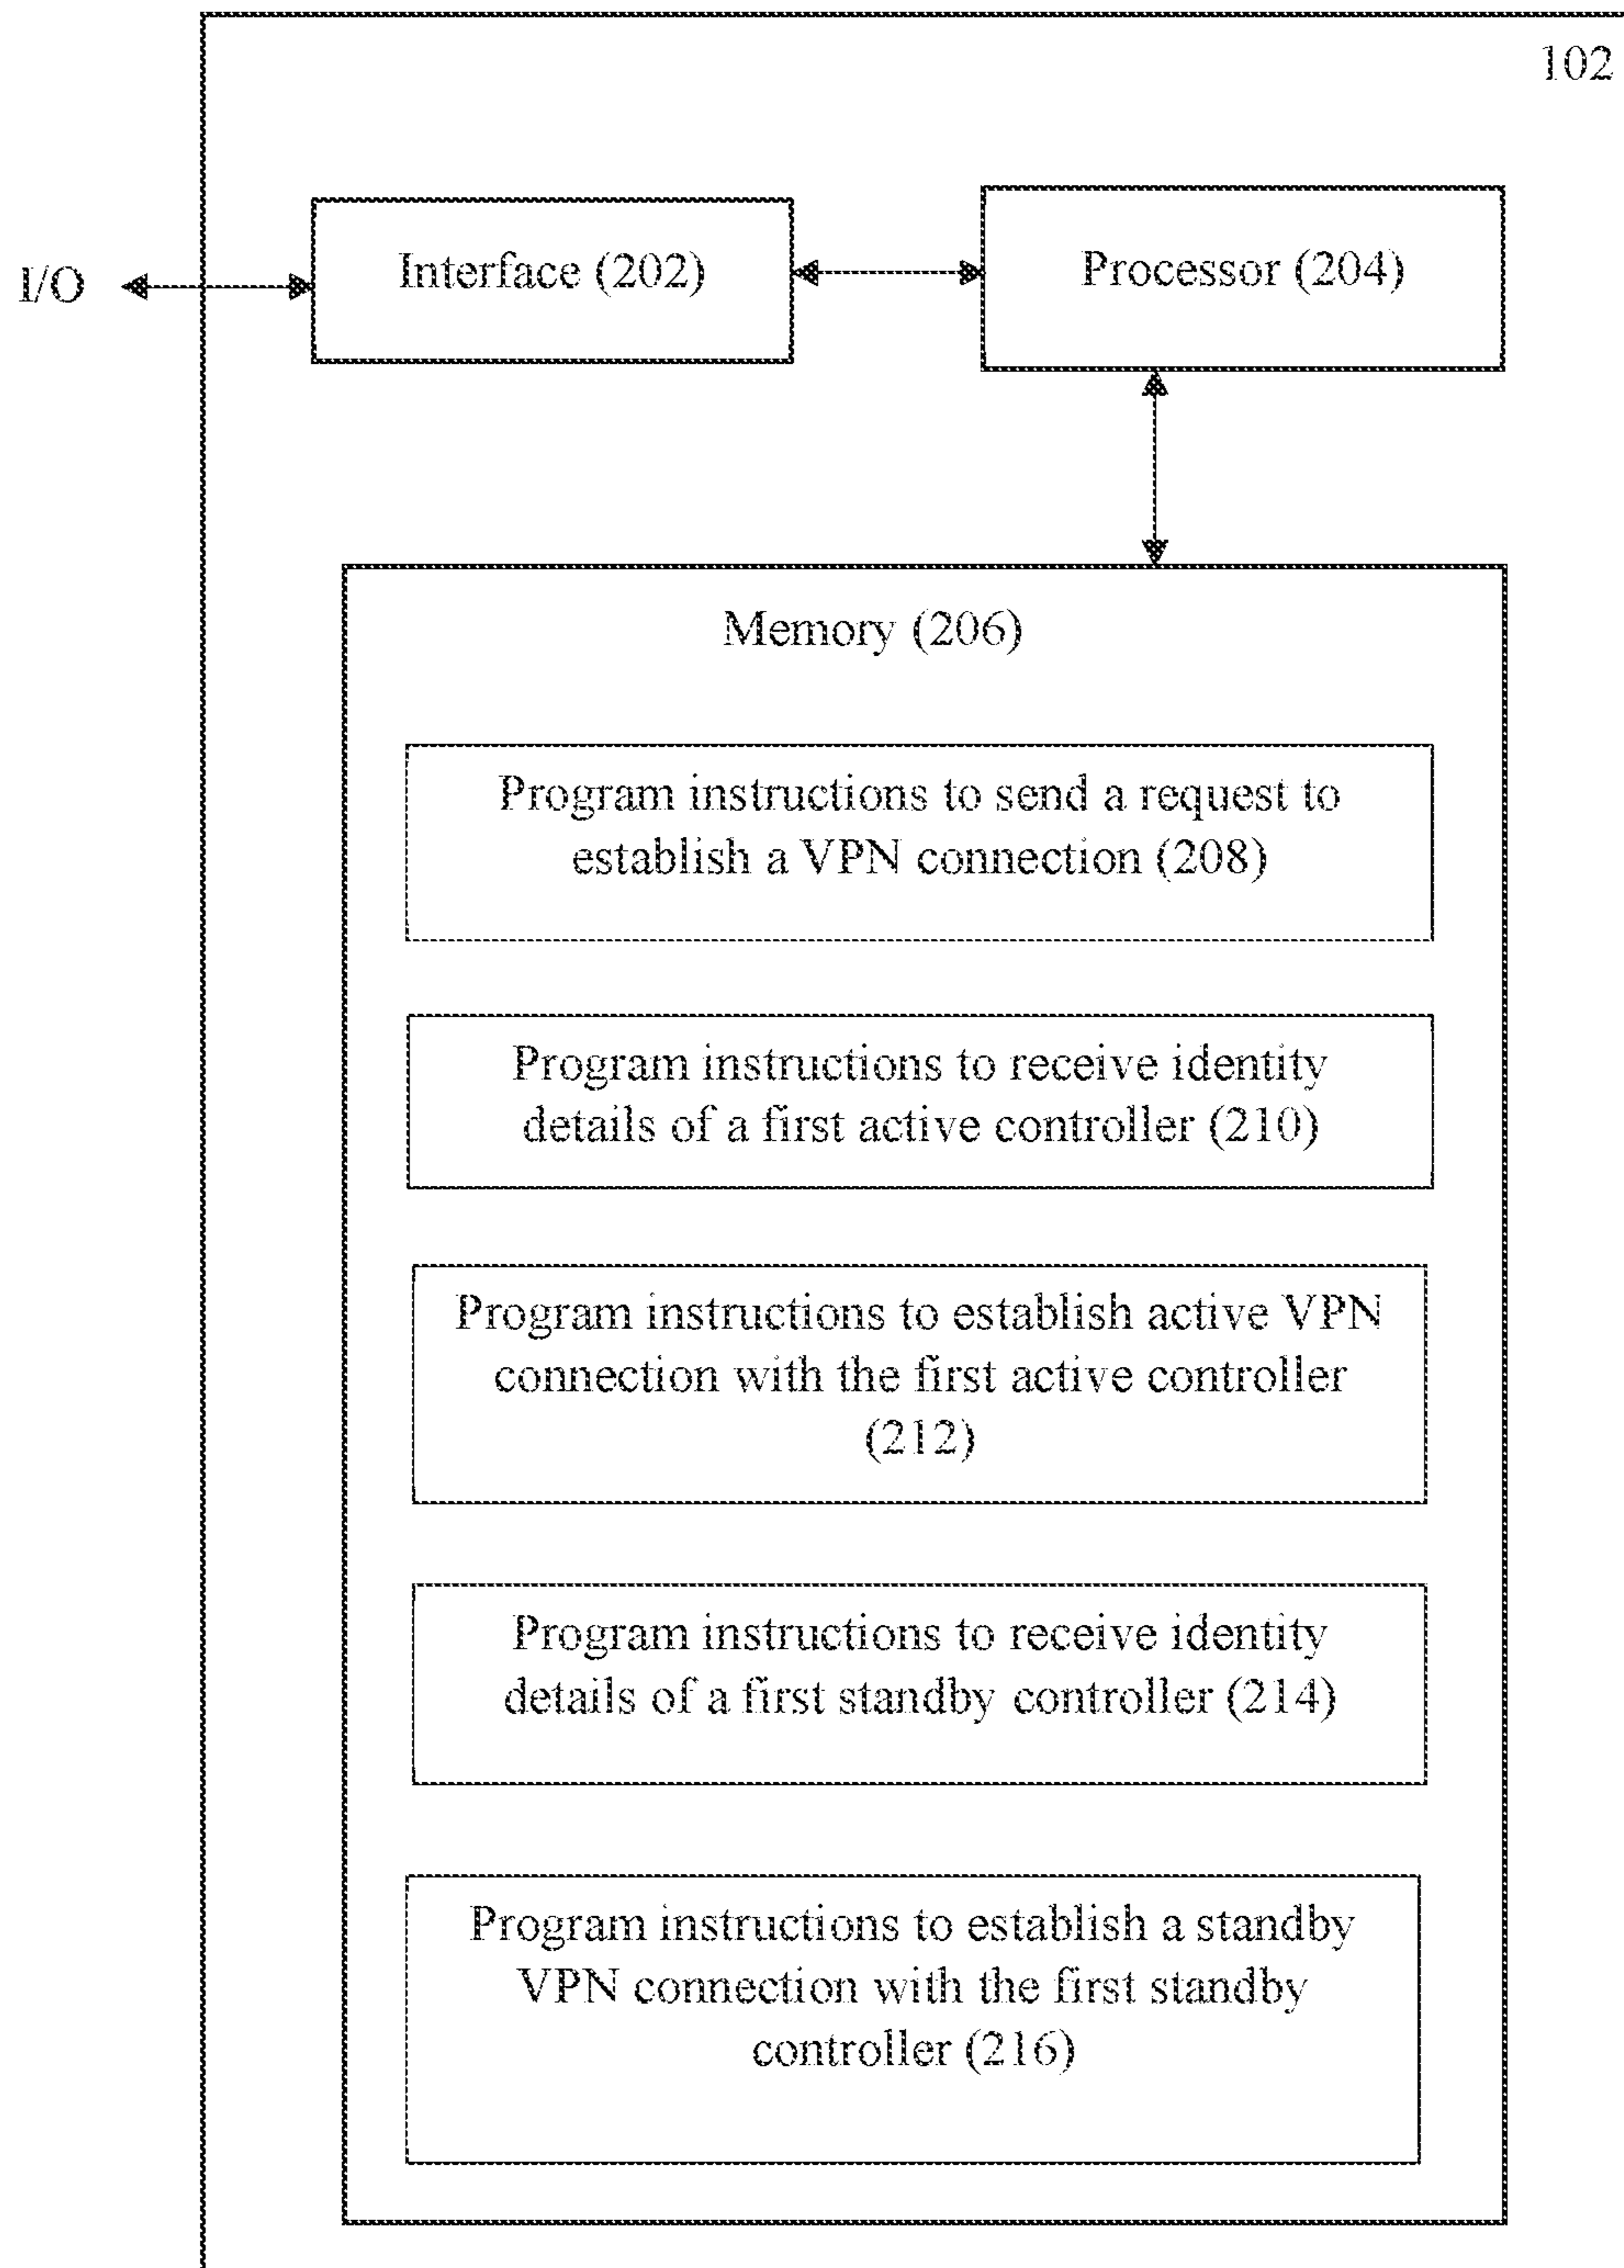 102
I/O
Interface (202)
Processor (204)
Memory (206)
Program instructions to send a request to
establish a VPN connection (208)
Program instructions to receive identity
details of a first active controller (210)
Program instructions to establish active VPN
connection with the first active controller
(212)
Program instructions to receive identity
details of a first standby controller (214)
Program instructions to establish a standby
VPN connection with the first standby
controller (216)